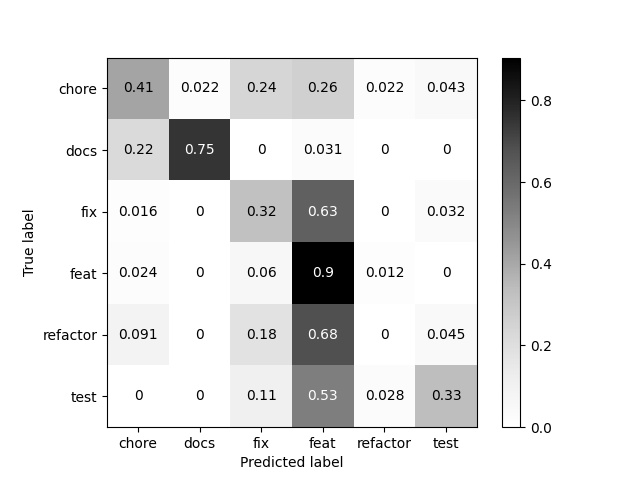 chore 0.41 0.022 0.24 0.26 0.022 0.043
docs 0.22 0.75 0 0.031 0 0
fix 0.016 0 0.32 0.63 0 0.032
feat 0.024 0 0.06 0.9 0.012 0
refactor 0.091 0 0.18 0.68 0 0.045
test 0 0 0.11 0.53 0.028 0.33
chore docs fix feat refactor test
Predicted label
True label
0.8
0.6
0.4
0.2
0.0